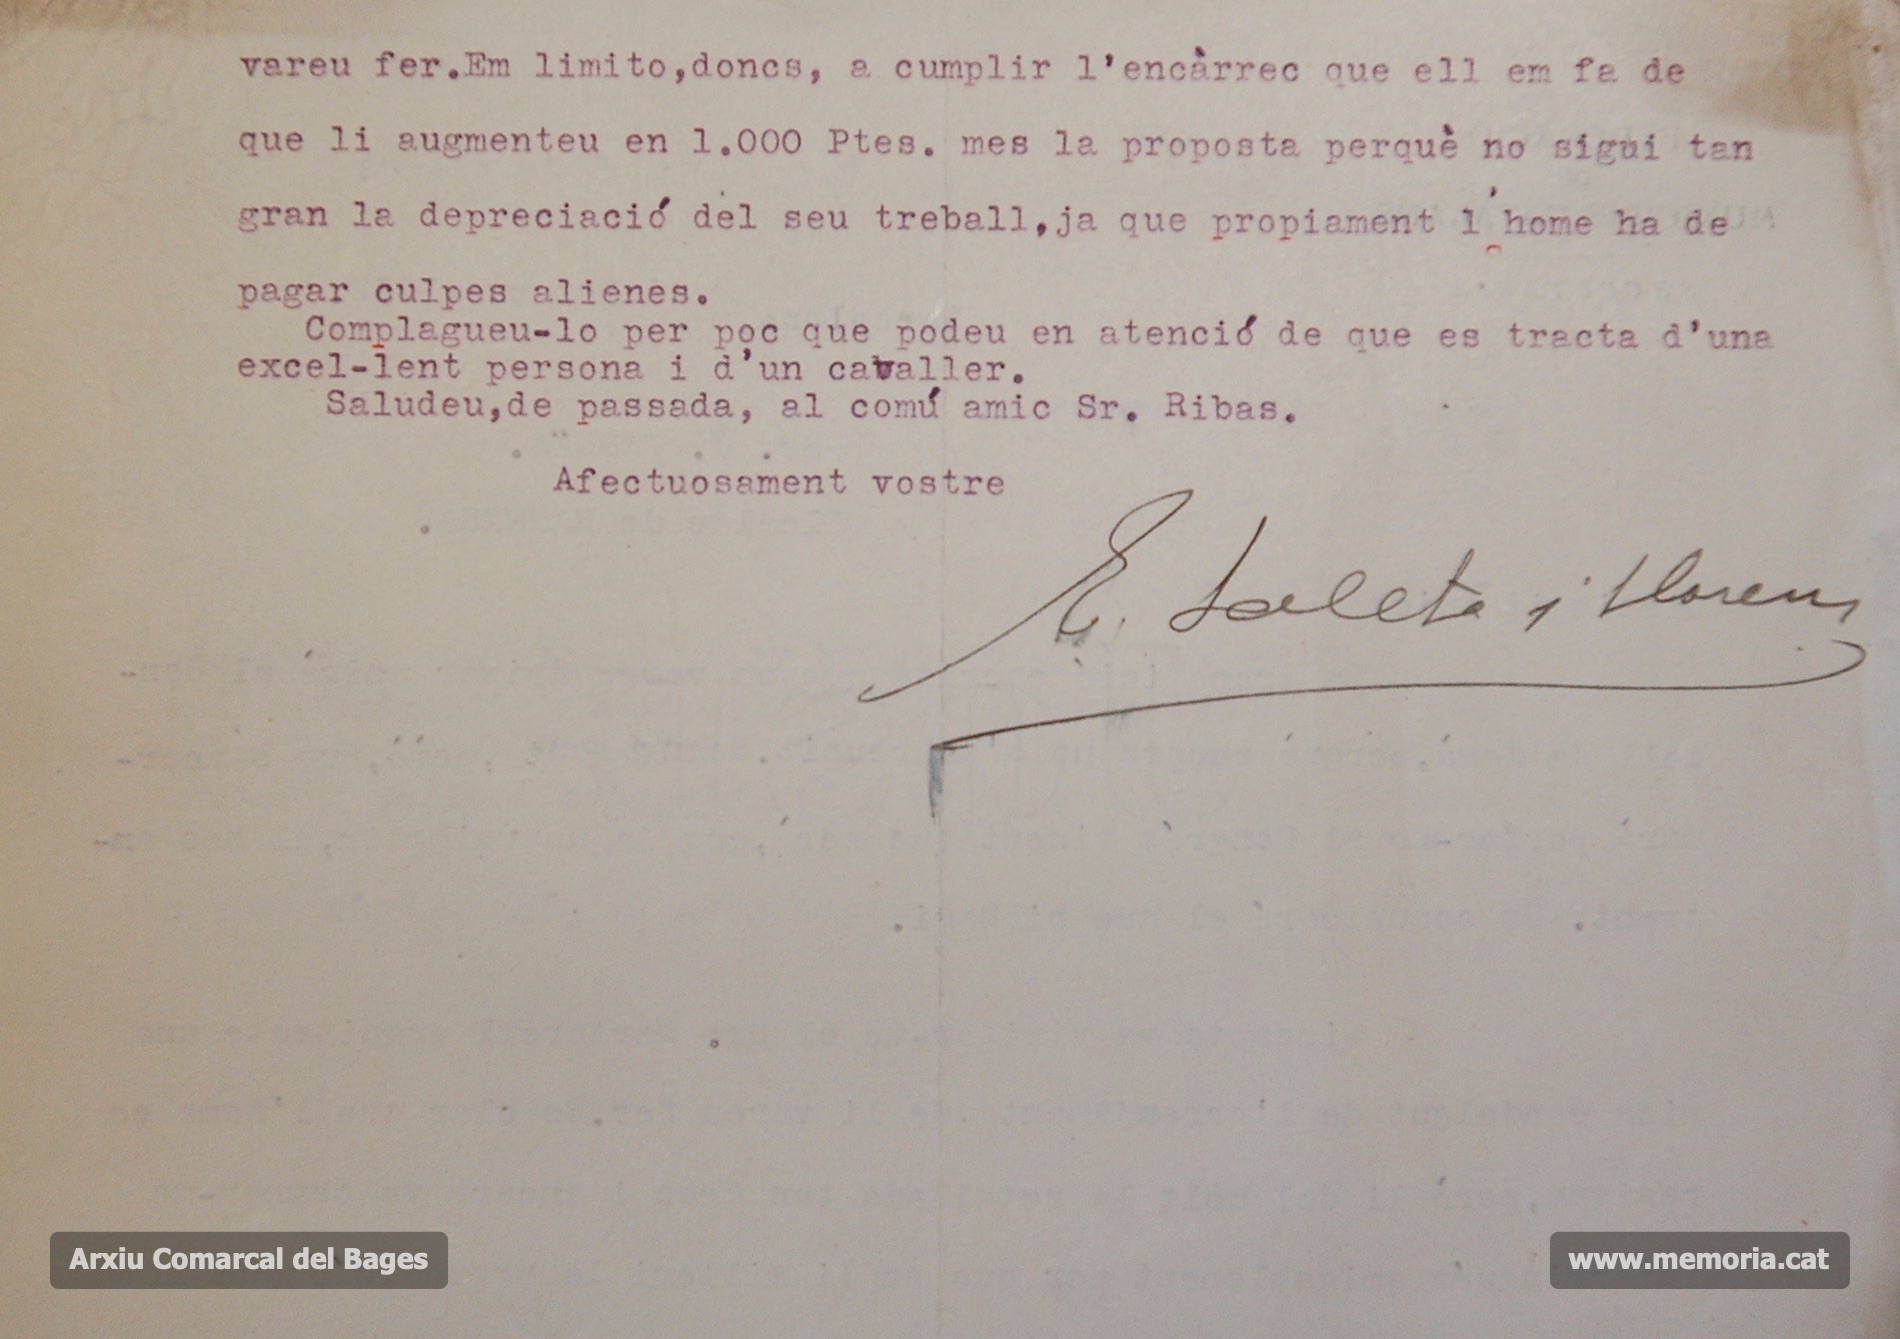 vareu fer.Em limito,doncs, a cumplir l'encàrrec que ell em fa de
que li augmenteu en 1.000 Ptes. mes la proposta perquè no sigui tan
gran la depreciació del seu treball,ja que propiament l'home ha de
pagar culpes alienes.
Complagueu-lo per poc que podeu en atenció de que es tracta d'una
excel-lent persona i d'un cavaller.
Saludeu,de passada, al comú amic Sr. Ribas.
Afectuosament vostre
E. Saleta i Llorens
Arxiu Comarcal del Bages
www.memoria.cat